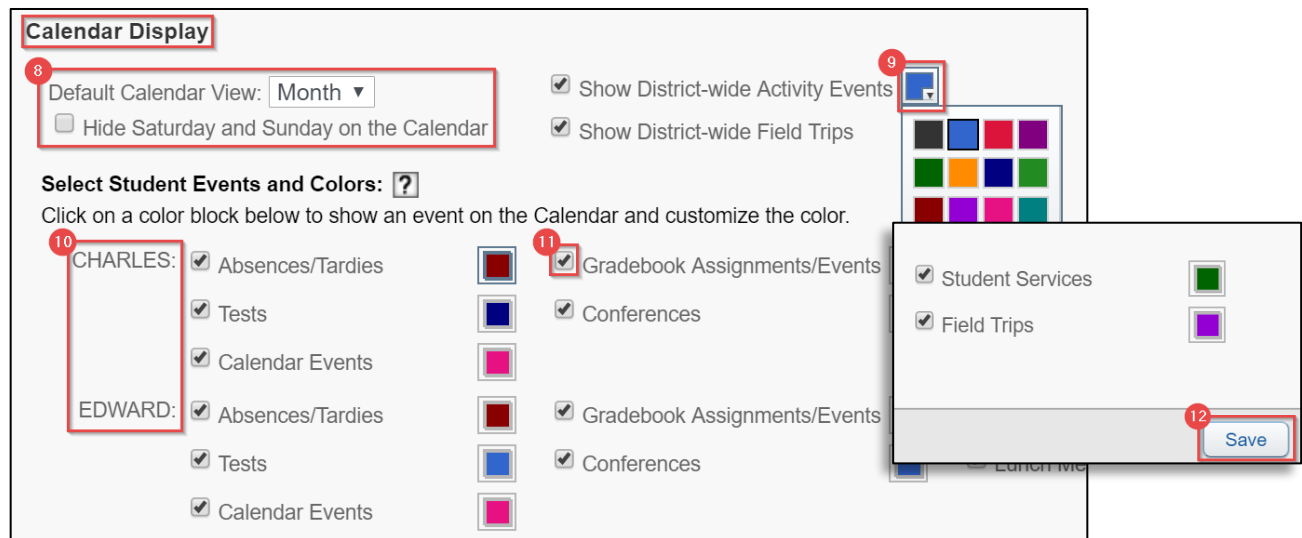 Calendar Display
8
9
Default Calendar View: Month
Show District-wide Activity Events
Hide Saturday and Sunday on the Calendar
Show District-wide Field Trips
Select Student Events and Colors: ?
Click on a color block below to show an event on the Calendar and customize the color.
10
11
CHARLES: Absences/Tardies
Gradebook Assignments/Events
Student Services
Tests
Conferences
Field Trips
Calendar Events
EDWARD: Absences/Tardies
Gradebook Assignments/Events
12
Save
Tests
Conferences
Calendar Events